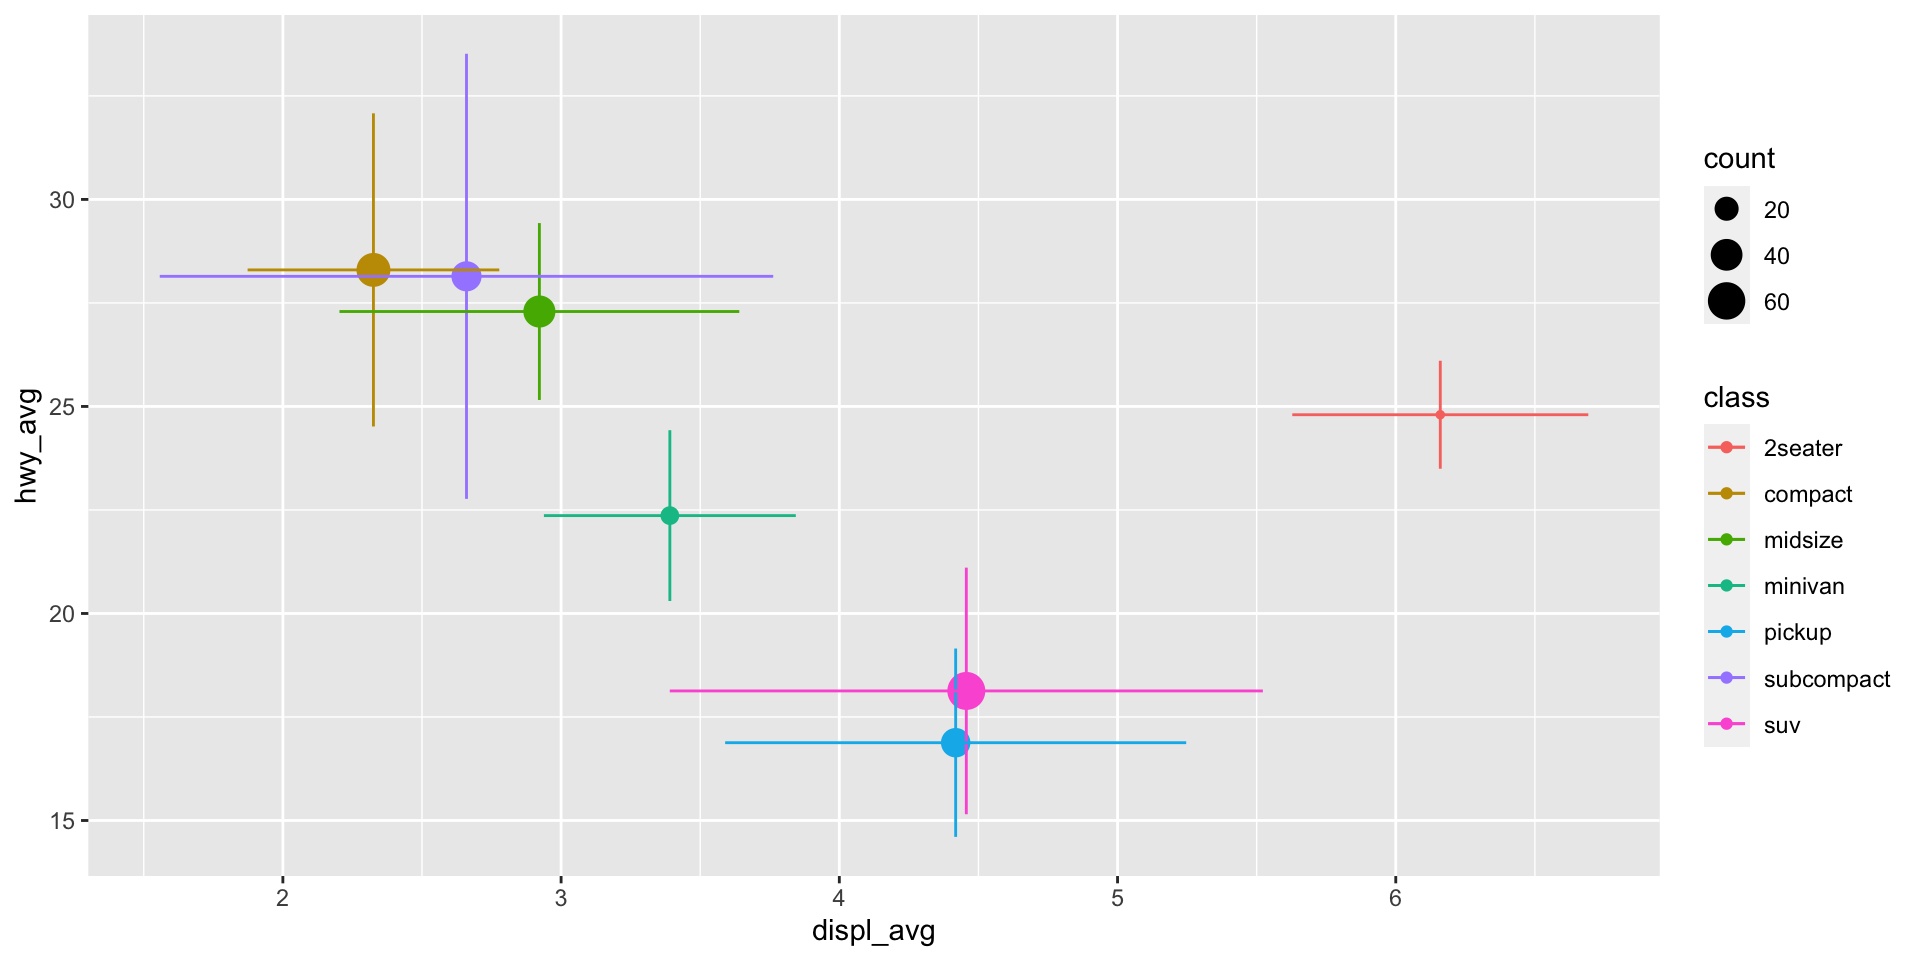 hwy_avg
30
25
20
15
2 3 4 5 6
displ_avg
count
20
40
60
class
2seater
compact
midsize
minivan
pickup
subcompact
suv